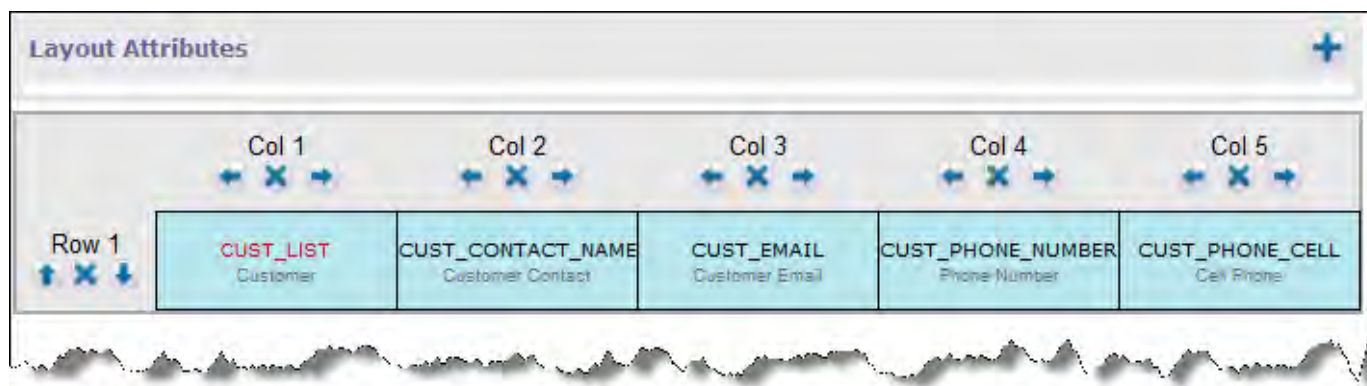 Layout Attributes
Col 1 Col 2 Col 3 Col 4 Col 5
Row 1
CUST_LIST CUST_CONTACT_NAME CUST_EMAIL CUST_PHONE_NUMBER CUST_PHONE_CELL
Customer Customer Contact Customer Email Phone Number Cell Phone